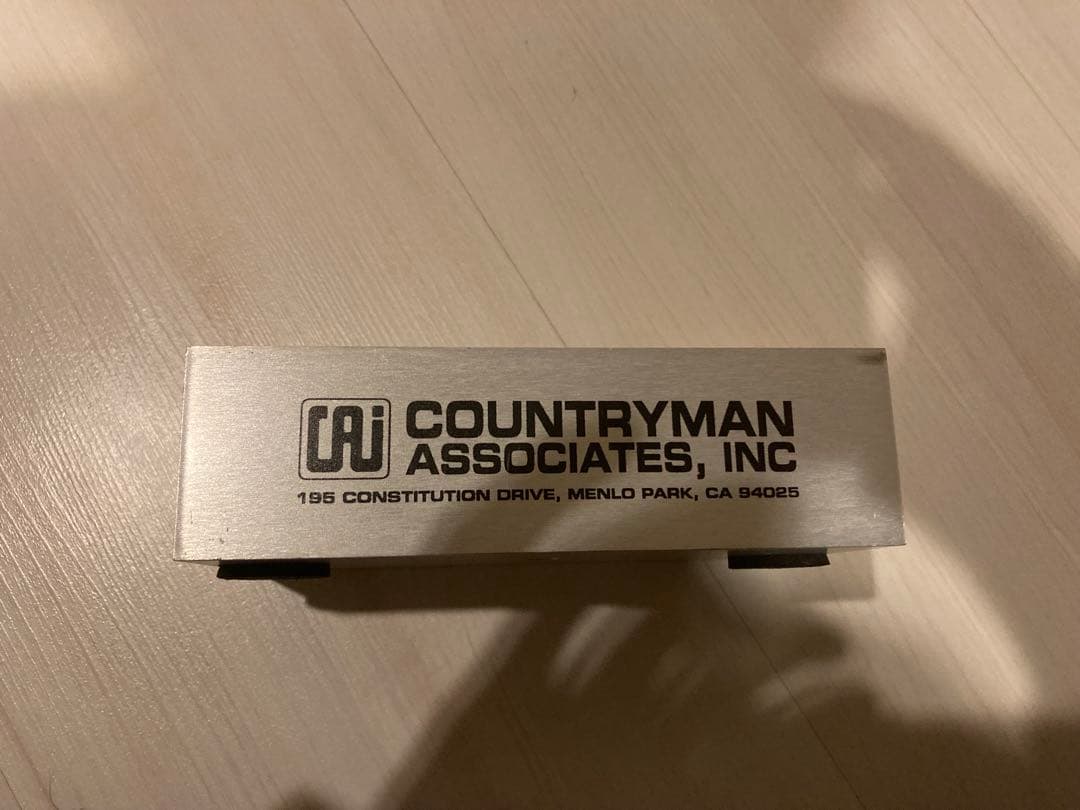 CAi COUNTRYMAN
ASSOCIATES, INC
195 CONSTITUTION DRIVE, MENLO PARK, CA 94025